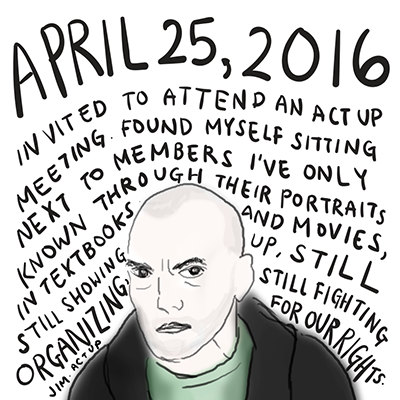 APRIL 25, 2016
INVITED TO ATTEND AN ACT UP
MEETING. FOUND MYSELF SITTING
NEXT TO MEMBERS I'VE ONLY
KNOWN THROUGH THEIR PORTRAITS
IN TEXTBOOKS AND MOVIES,
STILL SHOWING UP, STILL
ORGANIZING, STILL FIGHTING
FOR OUR RIGHTS.
JIM. ACT UP